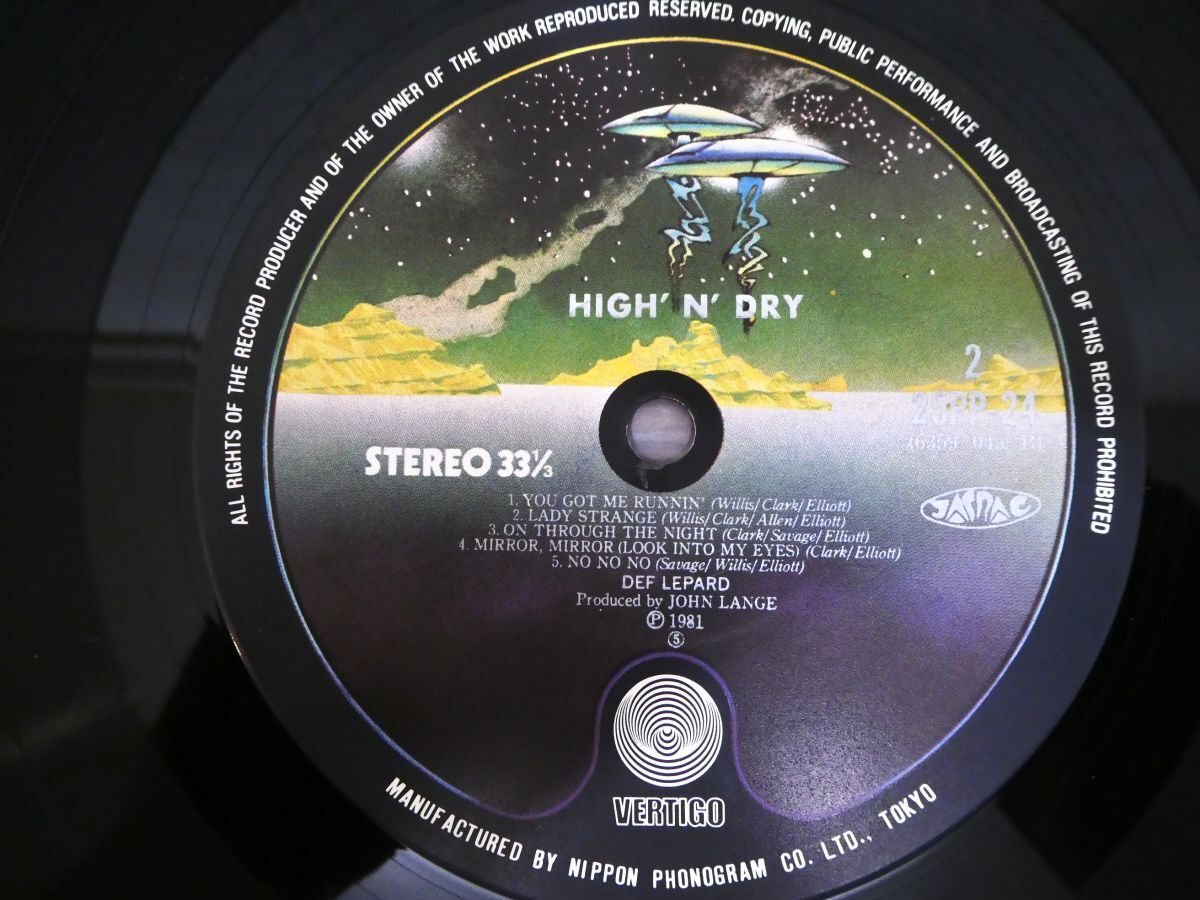 ALL RIGHTS OF THE RECORD PRODUCER AND OF THE OWNER OF THE WORK REPRODUCED RESERVED. COPYING, PUBLIC PERFORMANCE AND BROADCASTING OF THIS RECORD PROHIBITED
HIGH' N' DRY
2
25PP-24
STEREO 33⅓
JASRAC
1. YOU GOT ME RUNNIN' (Willis/Clark/Elliott)
2. LADY STRANGE (Willis/Clark/Allen/Elliott)
3. ON THROUGH THE NIGHT (Clark/Savage/Elliott)
4. MIRROR, MIRROR (LOOK INTO MY EYES) (Clark/Elliott)
5. NO NO NO (Savage/Willis/Elliott)
DEF LEPARD
Produced by JOHN LANGE
Ⓟ 1981
⑤
VERTIGO
MANUFACTURED BY NIPPON PHONOGRAM CO. LTD., TOKYO